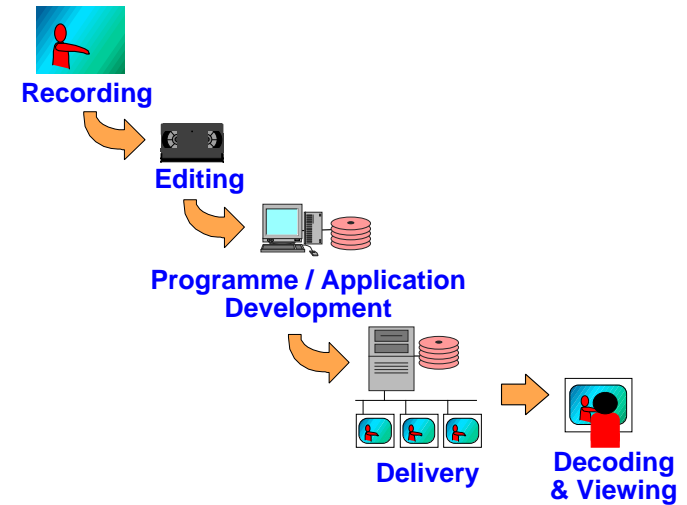 Recording
Editing
Programme / Application
Development
Delivery
Decoding
& Viewing